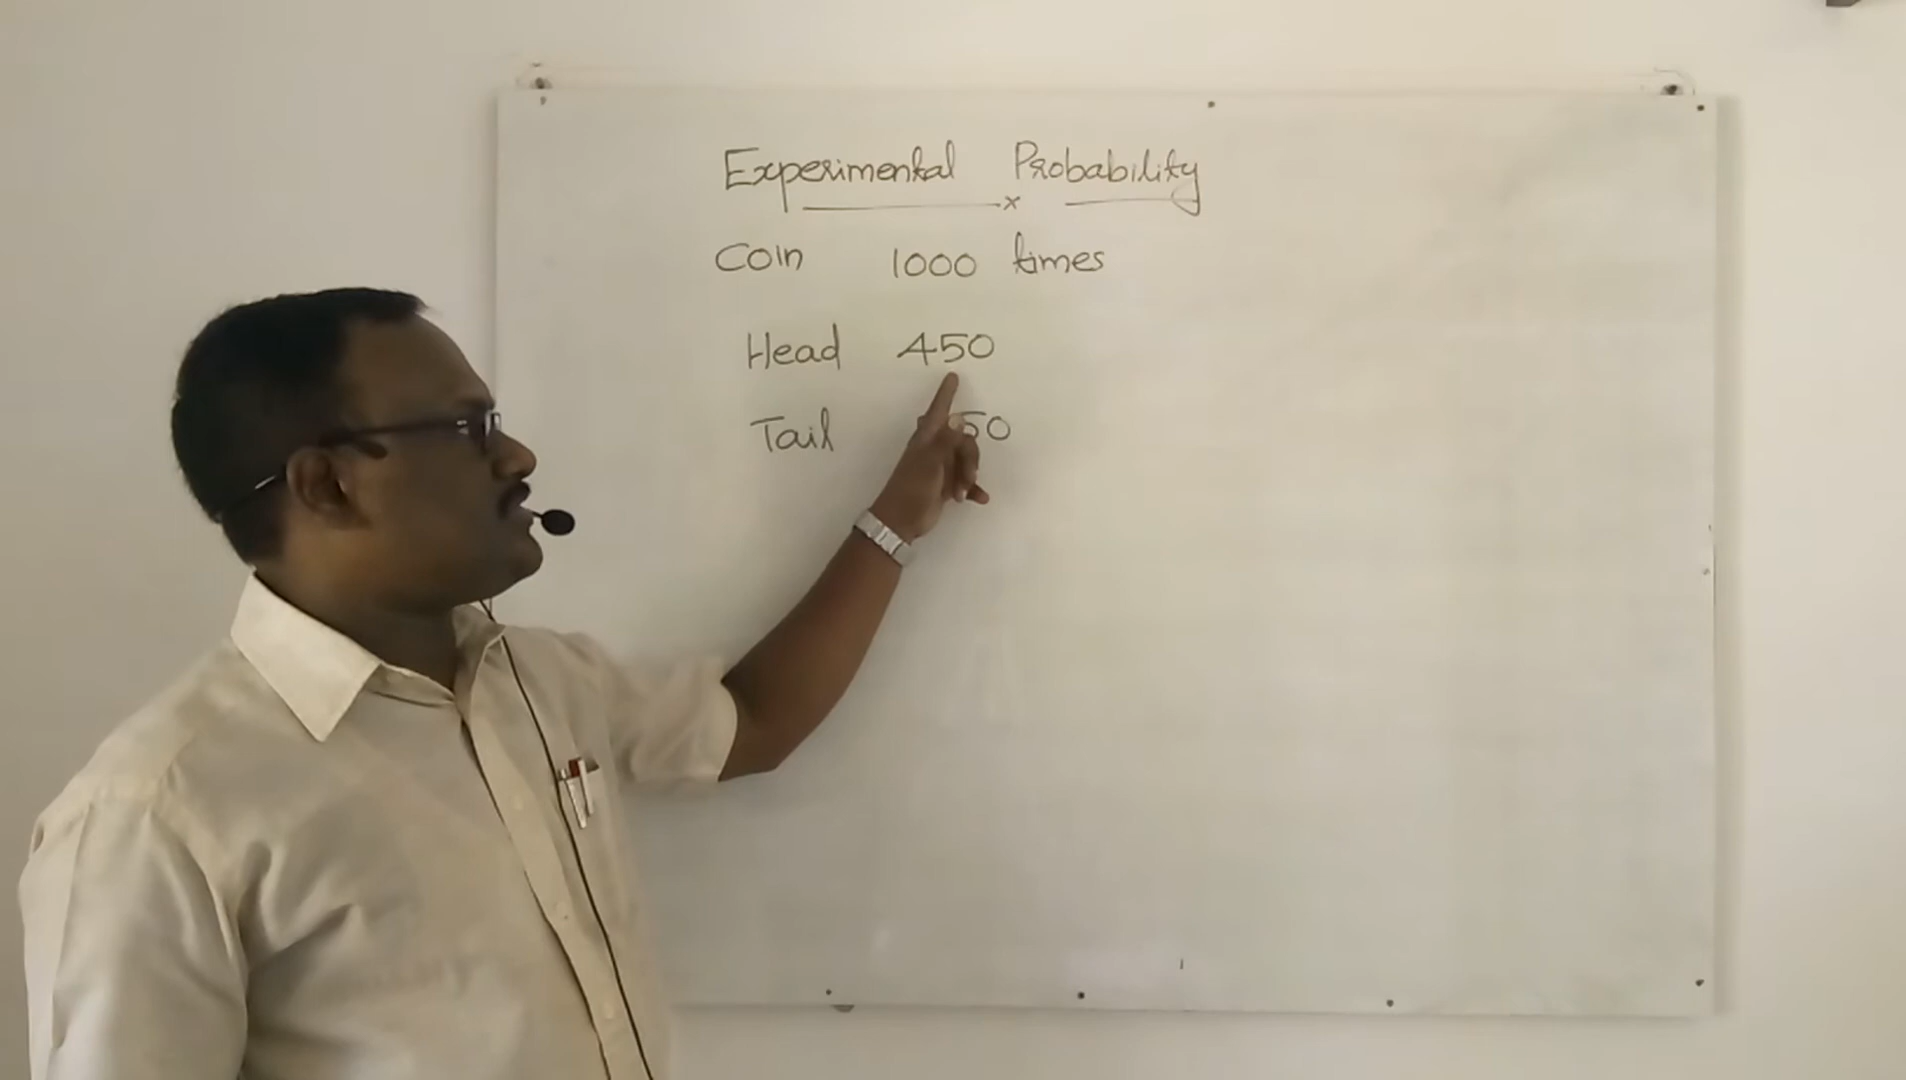 Experimental Probability
x
Coin 1000 times
Head 450
Tail 50